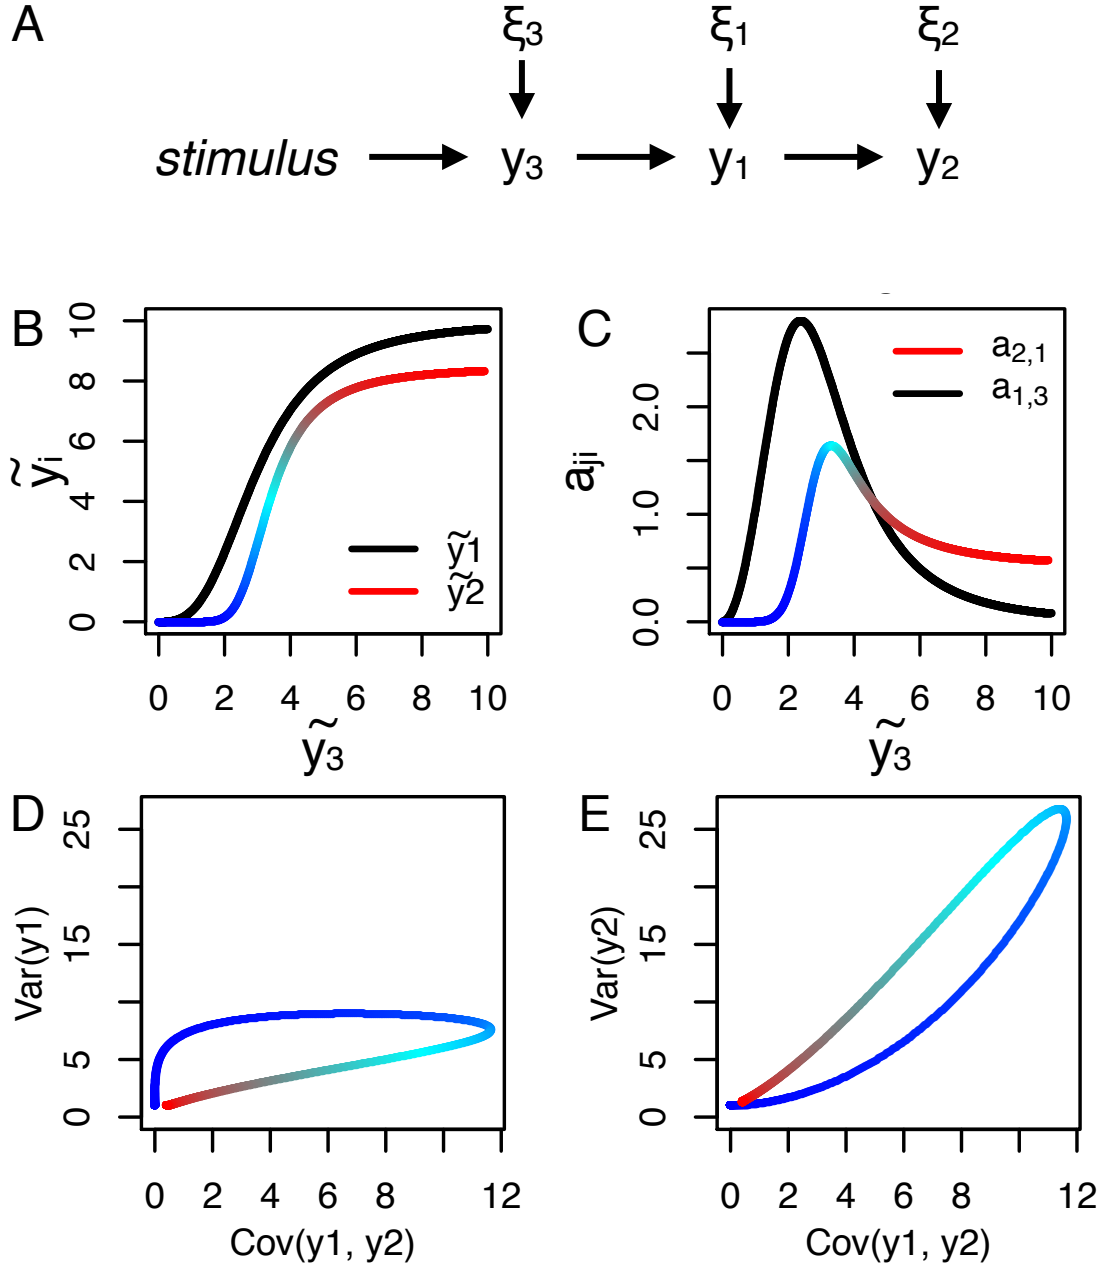 A
ξ3 ξ1 ξ2
stimulus y3 y1 y2
B
ỹi
0 2 4 6 8 10
ỹ1
ỹ2
0 2 4 6 8 10
ỹ3
C
aji
0.0 1.0 2.0
a2,1
a1,3
0 2 4 6 8 10
ỹ3
D
Var(y1)
0 5 15 25
0 2 4 6 8 12
Cov(y1, y2)
E
Var(y2)
0 5 15 25
0 2 4 6 8 12
Cov(y1, y2)